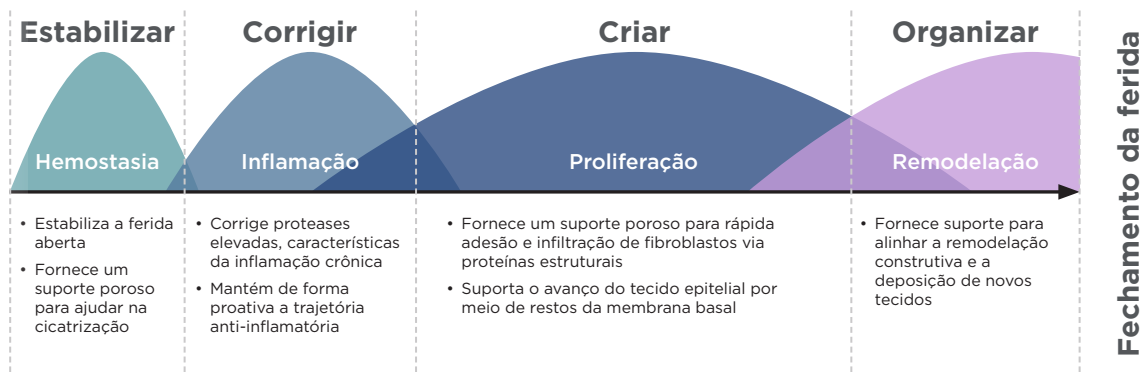 Estabilizar
Corrigir
Criar
Organizar
Hemostasia
Inflamação
Proliferação
Remodelação
• Estabiliza a ferida
aberta
• Fornece um
suporte poroso
para ajudar na
cicatrização
• Corrige proteases
elevadas, características
da inflamação crônica
• Mantém de forma
proativa a trajetória
anti-inflamatória
• Fornece um suporte poroso para rápida
adesão e infiltração de fibroblastos via
proteínas estruturais
• Suporta o avanço do tecido epitelial por
meio de restos da membrana basal
• Fornece suporte para
alinhar a remodelação
construtiva e a
deposição de novos
tecidos
Fechamento da ferida